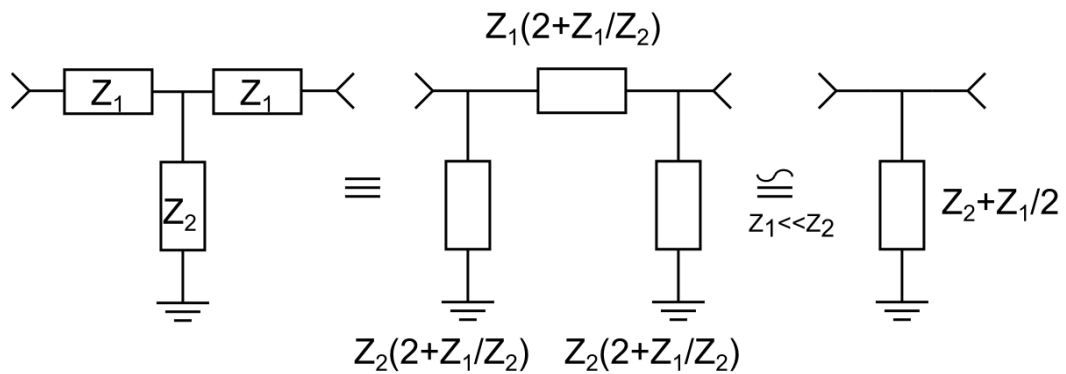 Z₁(2+Z₁/Z₂)
Z₁
Z₁
Z₂
≡
≌
Z₁<<Z₂
Z₂+Z₁/2
Z₂(2+Z₁/Z₂)
Z₂(2+Z₁/Z₂)